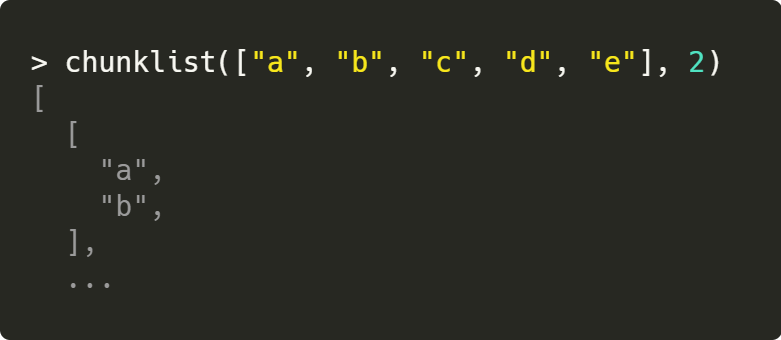 > chunklist(["a", "b", "c", "d", "e"], 2)
[
  [
    "a",
    "b",
  ],
  ...